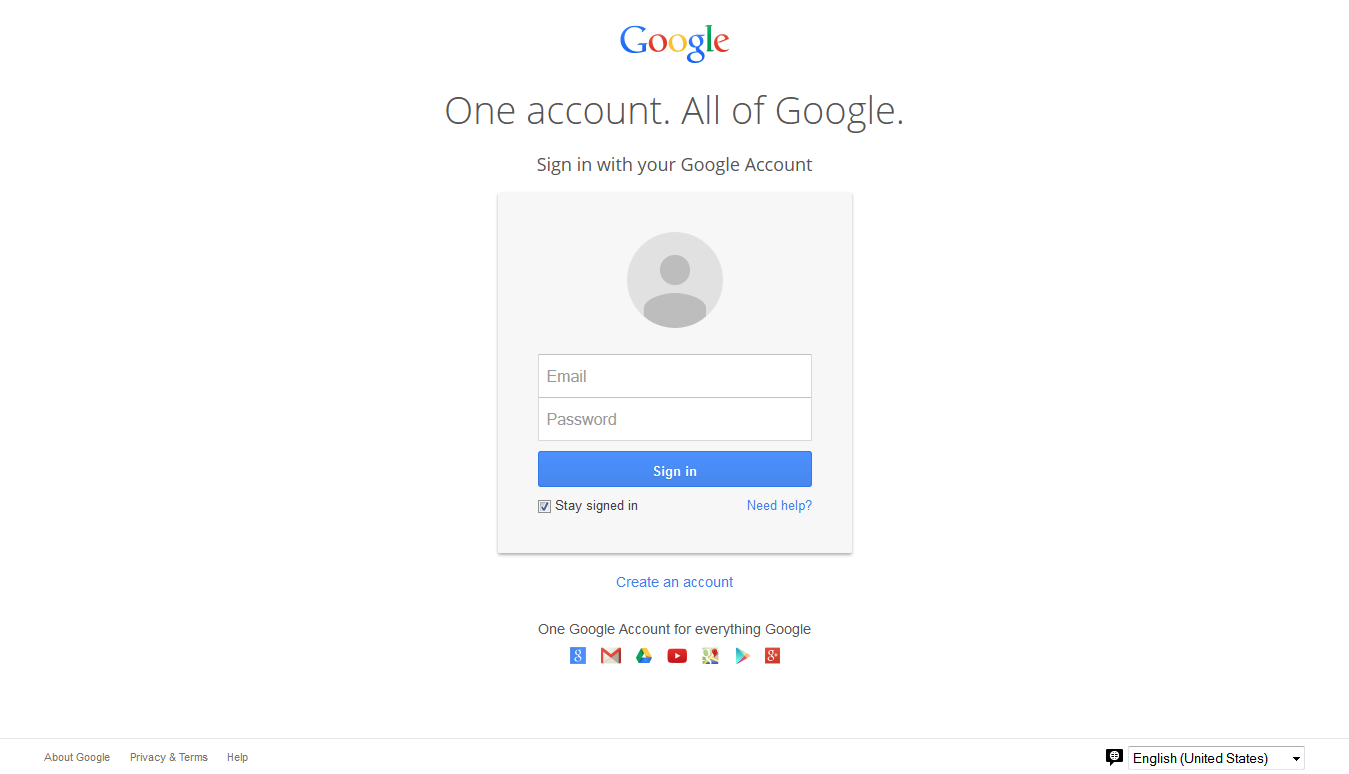 Google
One account. All of Google.
Sign in with your Google Account
Email
Password
Sign in
Stay signed in Need help?
Create an account
One Google Account for everything Google
About Google Privacy & Terms Help English (United States)